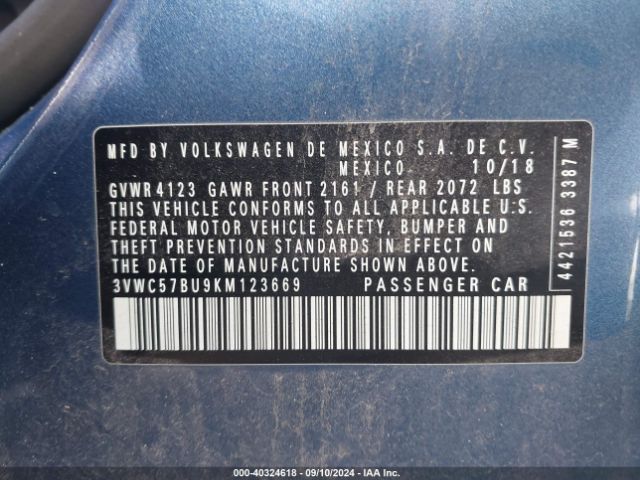 MFD BY VOLKSWAGEN DE MEXICO S.A. DE C.V.
MEXICO 10/18
GVWR 4123 GAWR FRONT 2161 / REAR 2072 LBS
THIS VEHICLE CONFORMS TO ALL APPLICABLE U.S.
FEDERAL MOTOR VEHICLE SAFETY, BUMPER AND
THEFT PREVENTION STANDARDS IN EFFECT ON
THE DATE OF MANUFACTURE SHOWN ABOVE.
3VWC57BU9KM123669 PASSENGER CAR
4421536 3387 M
000-40324618 - 09/10/2024 - IAA Inc.